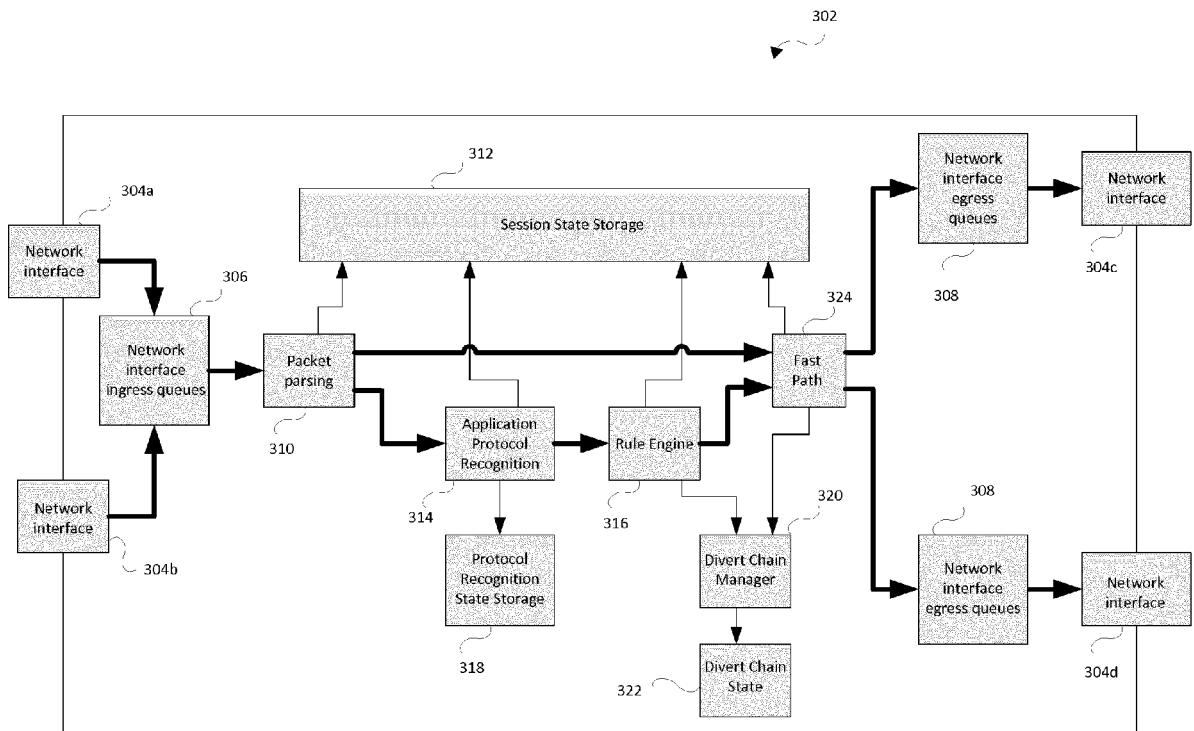 302
312
Session State Storage
304a
Network
interface
306
Network
interface
ingress queues
304b
Network
interface
Packet
parsing
310
Application
Protocol
Recognition
314
Rule Engine
316
324
Fast
Path
Network
interface
egress
queues
308
Network
interface
304c
Protocol
Recognition
State Storage
318
320
Divert Chain
Manager
322
Divert Chain
State
308
Network
interface
egress queues
Network
interface
304d